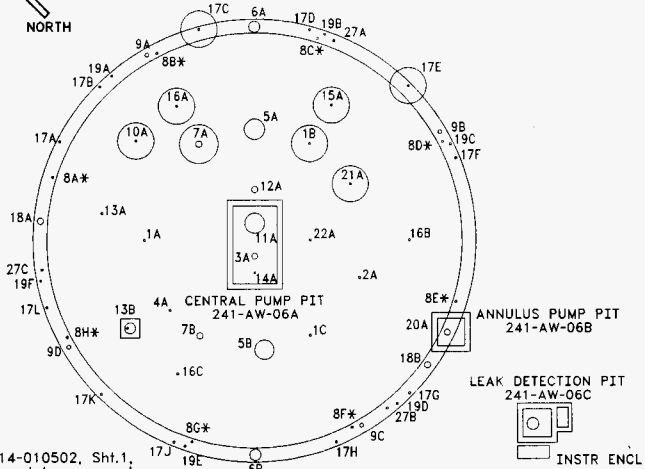 NORTH
17C
6A
17D
19B
27A
9A
8B*
8C*
19A
17B
17E
16A
15A
5A
10A
7A
1B
9B
17A
8D*
19C
17F
8A*
21A
12A
13A
18A
1A
11A
22A
16B
3A
27C
14A
2A
19F
CENTRAL PUMP PIT
241-AW-06A
8E*
17L
4A
13B
20A
ANNULUS PUMP PIT
241-AW-06B
8H*
7B
1C
9D
5B
18B
16C
LEAK DETECTION PIT
241-AW-06C
17K
17G
19D
27B
8G*
8F*
9C
17J
19E
17H
6B
14-010502, Sht.1,
INSTR ENCL